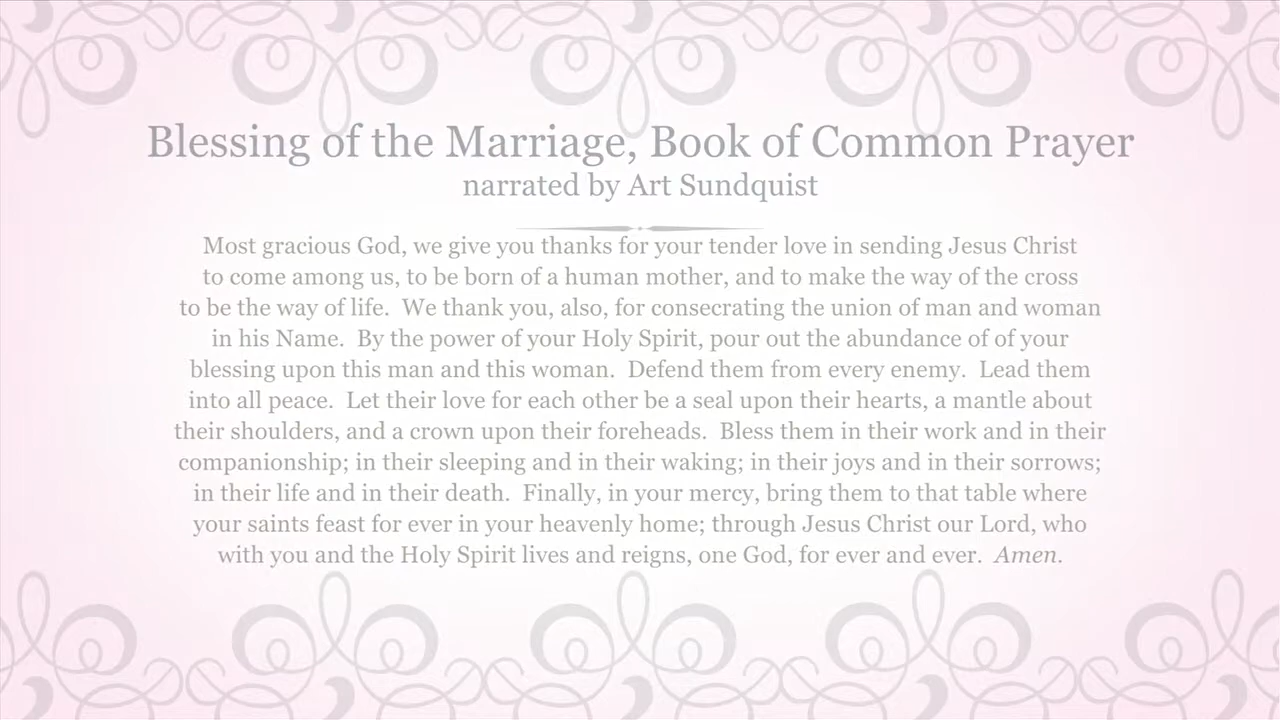 Blessing of the Marriage, Book of Common Prayer
narrated by Art Sundquist
Most gracious God, we give you thanks for your tender love in sending Jesus Christ
to come among us, to be born of a human mother, and to make the way of the cross
to be the way of life.  We thank you, also, for consecrating the union of man and woman
in his Name.  By the power of your Holy Spirit, pour out the abundance of of your
blessing upon this man and this woman.  Defend them from every enemy.  Lead them
into all peace.  Let their love for each other be a seal upon their hearts, a mantle about
their shoulders, and a crown upon their foreheads.  Bless them in their work and in their
companionship; in their sleeping and in their waking; in their joys and in their sorrows;
in their life and in their death.  Finally, in your mercy, bring them to that table where
your saints feast for ever in your heavenly home; through Jesus Christ our Lord, who
with you and the Holy Spirit lives and reigns, one God, for ever and ever.  Amen.